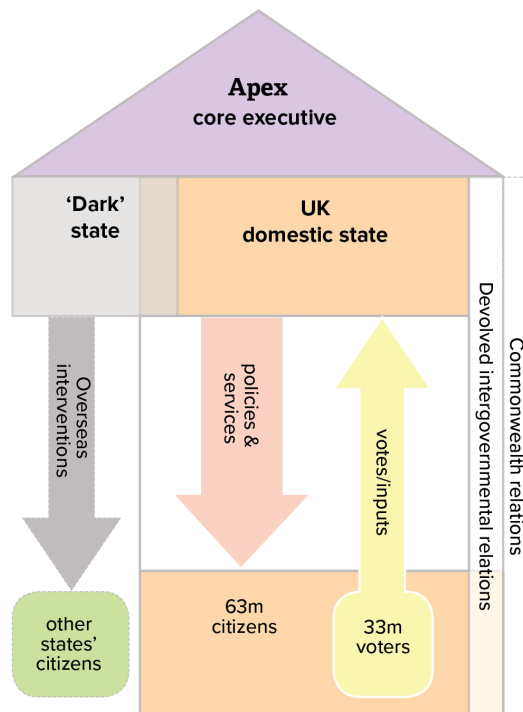 Apex
core executive
‘Dark’
state
UK
domestic state
Overseas
interventions
policies &
services
votes/inputs
Devolved intergovernmental relations
Commonwealth relations
other
states’
citizens
63m
citizens
33m
voters